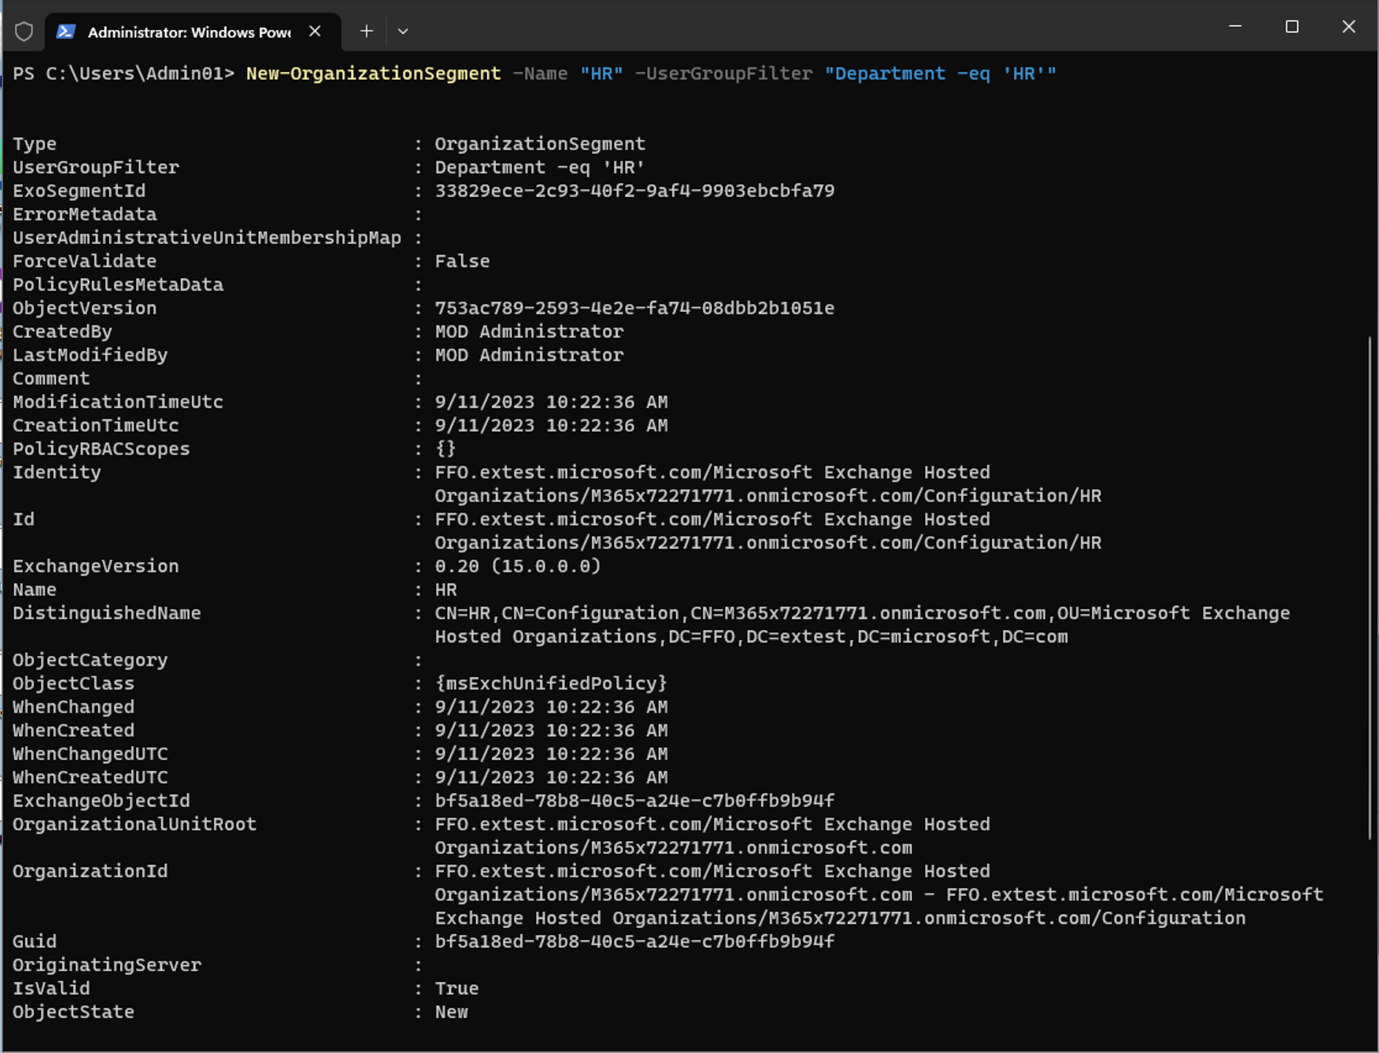 Administrator: Windows Powe
PS C:\Users\Admin01> New-OrganizationSegment -Name "HR" -UserGroupFilter "Department -eq 'HR'"
Type : OrganizationSegment
UserGroupFilter : Department -eq 'HR'
ExoSegmentId : 33829ece-2c93-40f2-9af4-9903ebcbfa79
ErrorMetadata :
UserAdministrativeUnitMembershipMap :
ForceValidate : False
PolicyRulesMetaData :
ObjectVersion : 753ac789-2593-4e2e-fa74-08dbb2b1051e
CreatedBy : MOD Administrator
LastModifiedBy : MOD Administrator
Comment :
ModificationTimeUtc : 9/11/2023 10:22:36 AM
CreationTimeUtc : 9/11/2023 10:22:36 AM
PolicyRBACScopes : {}
Identity : FFO.extest.microsoft.com/Microsoft Exchange Hosted
Organizations/M365x72271771.onmicrosoft.com/Configuration/HR
Id : FFO.extest.microsoft.com/Microsoft Exchange Hosted
Organizations/M365x72271771.onmicrosoft.com/Configuration/HR
ExchangeVersion : 0.20 (15.0.0.0)
Name : HR
DistinguishedName : CN=HR,CN=Configuration,CN=M365x72271771.onmicrosoft.com,OU=Microsoft Exchange
Hosted Organizations,DC=FFO,DC=extest,DC=microsoft,DC=com
ObjectCategory :
ObjectClass : {msExchUnifiedPolicy}
WhenChanged : 9/11/2023 10:22:36 AM
WhenCreated : 9/11/2023 10:22:36 AM
WhenChangedUTC : 9/11/2023 10:22:36 AM
WhenCreatedUTC : 9/11/2023 10:22:36 AM
ExchangeObjectId : bf5a18ed-78b8-40c5-a24e-c7b0ffb9b94f
OrganizationalUnitRoot : FFO.extest.microsoft.com/Microsoft Exchange Hosted
Organizations/M365x72271771.onmicrosoft.com
OrganizationId : FFO.extest.microsoft.com/Microsoft Exchange Hosted
Organizations/M365x72271771.onmicrosoft.com - FFO.extest.microsoft.com/Microsoft
Exchange Hosted Organizations/M365x72271771.onmicrosoft.com/Configuration
Guid : bf5a18ed-78b8-40c5-a24e-c7b0ffb9b94f
OriginatingServer :
IsValid : True
ObjectState : New